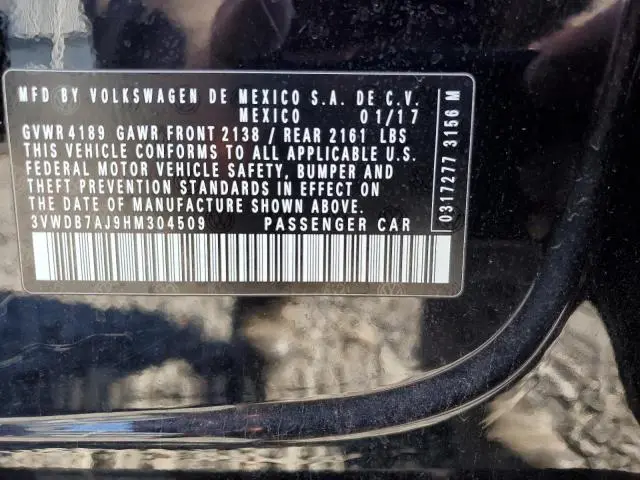 MFD BY VOLKSWAGEN DE MEXICO S.A. DE C.V.
MEXICO 01/17
GVWR 4189 GAWR FRONT 2138 / REAR 2161 LBS
THIS VEHICLE CONFORMS TO ALL APPLICABLE U.S.
FEDERAL MOTOR VEHICLE SAFETY, BUMPER AND
THEFT PREVENTION STANDARDS IN EFFECT ON
THE DATE OF MANUFACTURE SHOWN ABOVE.
3VWDB7AJ9HM304509 PASSENGER CAR
0317277 3156 M